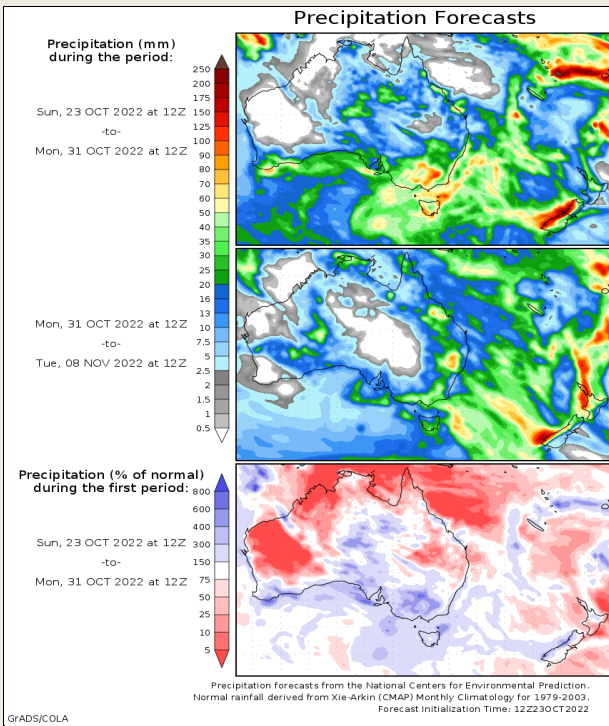 Precipitation Forecasts
Precipitation (mm)
during the period:
Sun, 23 OCT 2022 at 12Z
-to-
Mon, 31 OCT 2022 at 12Z
250
200
175
150
125
100
90
80
70
60
50
40
35
30
25
20
16
13
10
7.5
5
2.5
2
1.5
1
0.5
Mon, 31 OCT 2022 at 12Z
-to-
Tue, 08 NOV 2022 at 12Z
Precipitation (% of normal)
during the first period:
Sun, 23 OCT 2022 at 12Z
-to-
Mon, 31 OCT 2022 at 12Z
800
600
400
300
150
75
50
25
10
5
Precipitation forecasts from the National Centers for Environmental Prediction.
Normal rainfall derived from Xie-Arkin (CMAP) Monthly Climatology for 1979-2003.
Forecast Initialization Time: 12Z23OCT2022
GrADS/COLA